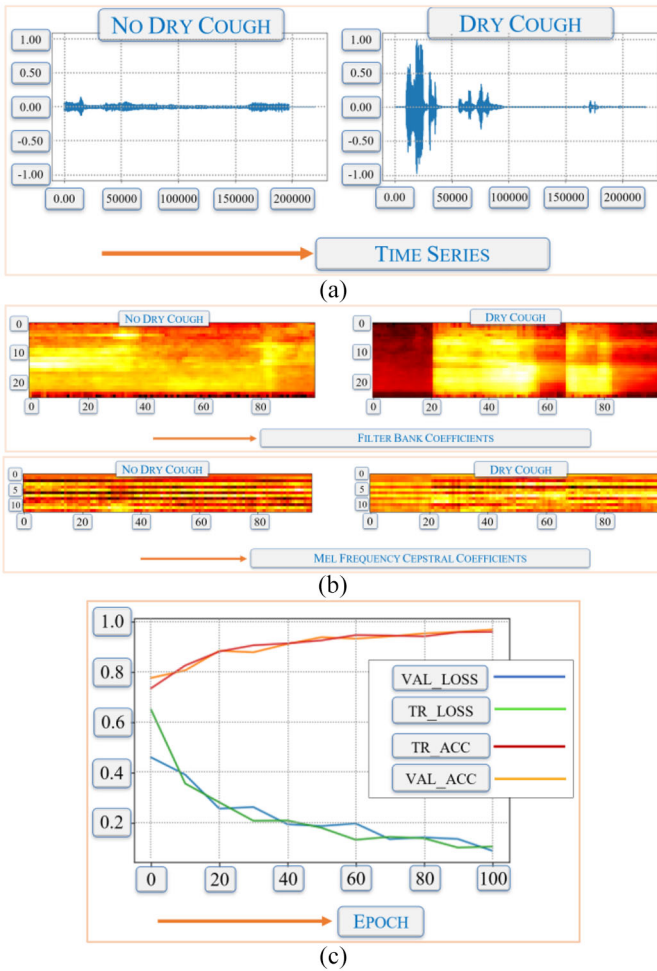 NO DRY COUGH DRY COUGH
1.00 1.00
0.50 0.50
0.00 0.00
-0.50 -0.50
-1.00 -1.00
0.00 50000 100000 150000 200000 0.00 50000 100000 150000 200000
TIME SERIES
(a)
NO DRY COUGH DRY COUGH
0 0
10 10
20 20
0 20 40 60 80 0 20 40 60 80
FILTER BANK COEFFICIENTS
NO DRY COUGH DRY COUGH
0 0
5 5
10 10
0 20 40 60 80 0 20 40 60 80
MEL FREQUENCY CEPSTRAL COEFFICIENTS
(b)
1.0
0.8
0.6
0.4
0.2
VAL_LOSS
TR_LOSS
TR_ACC
VAL_ACC
0 20 40 60 80 100
EPOCH
(c)